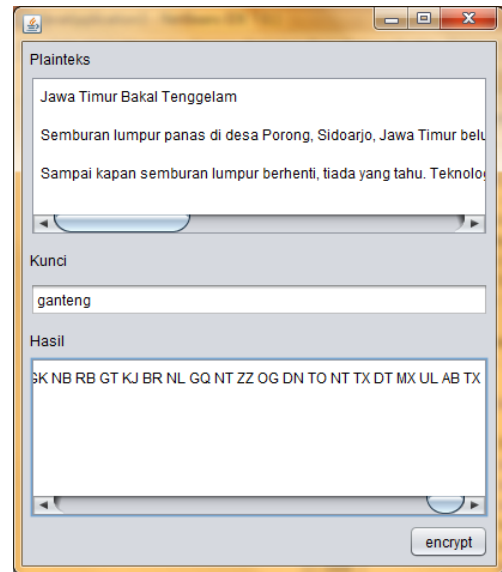 Plainteks
Jawa Timur Bakal Tenggelam
Semburan lumpur panas di desa Porong, Sidoarjo, Jawa Timur belu
Sampai kapan semburan lumpur berhenti, tiada yang tahu. Teknolo
Kunci
ganteng
Hasil
GK NB RB GT KJ BR NL GQ NT ZZ OG DN TO NT TX DT MX UL AB TX
encrypt